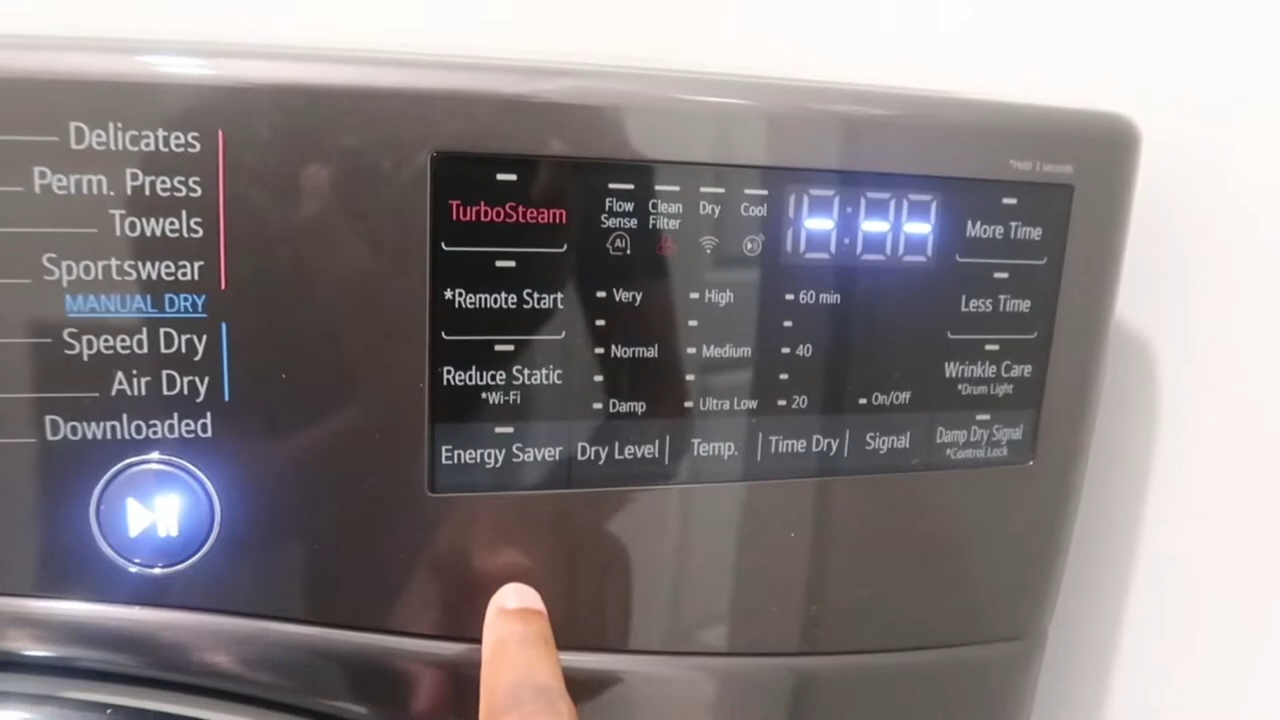 Delicates
Perm. Press
Towels
Sportswear
MANUAL DRY
Speed Dry
Air Dry
Downloaded
*Hold 3 seconds
TurboSteam
*Remote Start
Reduce Static
*Wi-Fi
Energy Saver
Flow Sense
Clean Filter
Dry
Cool
AI
Very
Normal
Damp
Dry Level
High
Medium
Ultra Low
Temp.
60 min
40
20
Time Dry
On/Off
Signal
More Time
Less Time
Wrinkle Care
*Drum Light
Damp Dry Signal
*Control Lock